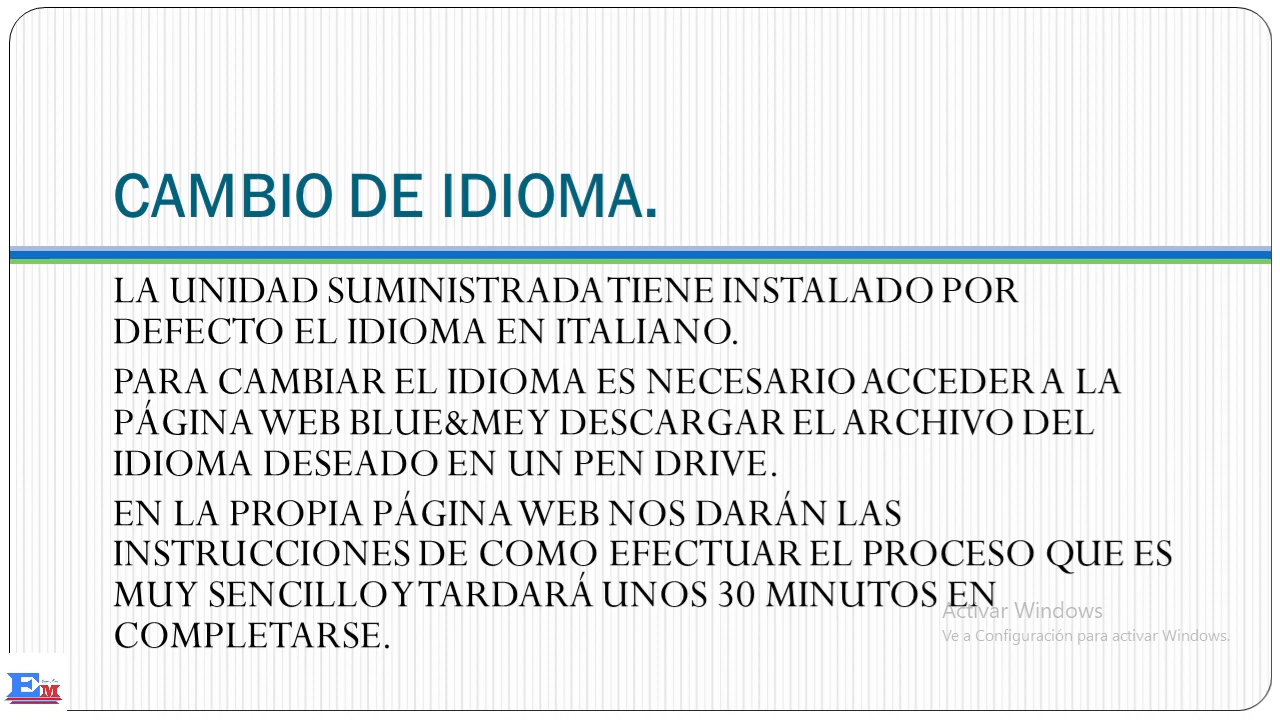 CAMBIO DE IDIOMA.
LA UNIDAD SUMINISTRADA TIENE INSTALADO POR
DEFECTO EL IDIOMA EN ITALIANO.
PARA CAMBIAR EL IDIOMA ES NECESARIO ACCEDER A LA
PÁGINA WEB BLUE&ME Y DESCARGAR EL ARCHIVO DEL
IDIOMA DESEADO EN UN PEN DRIVE.
EN LA PROPIA PÁGINA WEB NOS DARÁN LAS
INSTRUCCIONES DE COMO EFECTUAR EL PROCESO QUE ES
MUY SENCILLO Y TARDARÁ UNOS 30 MINUTOS EN
COMPLETARSE.
Activar Windows
Ve a Configuración para activar Windows.
EM